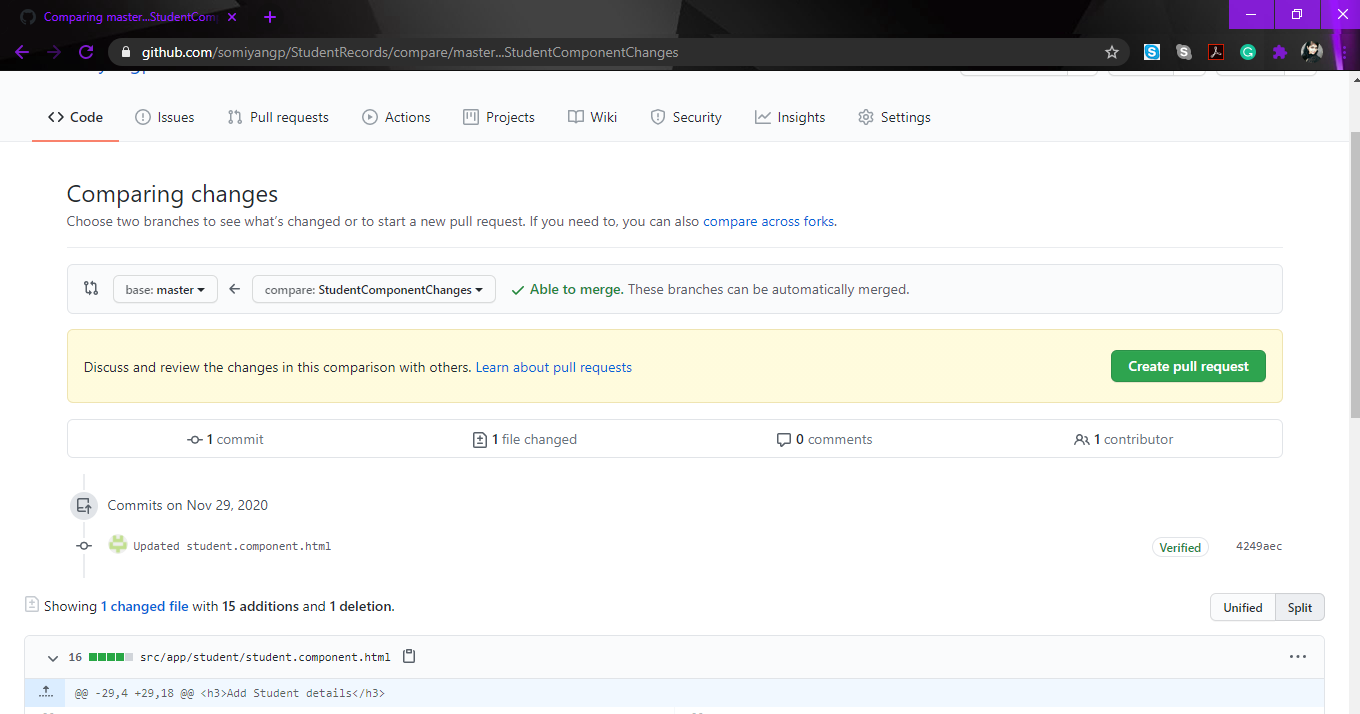 Comparing master...StudentComp
github.com/somiyangp/StudentRecords/compare/master...StudentComponentChanges
Code Issues Pull requests Actions Projects Wiki Security Insights Settings
Comparing changes
Choose two branches to see what's changed or to start a new pull request. If you need to, you can also compare across forks.
base: master compare: StudentComponentChanges Able to merge. These branches can be automatically merged.
Discuss and review the changes in this comparison with others. Learn about pull requests Create pull request
1 commit 1 file changed 0 comments 1 contributor
Commits on Nov 29, 2020
Updated student.component.html Verified 4249aec
Showing 1 changed file with 15 additions and 1 deletion. Unified Split
16 src/app/student/student.component.html
@@ -29,4 +29,18 @@ <h3>Add Student details</h3>